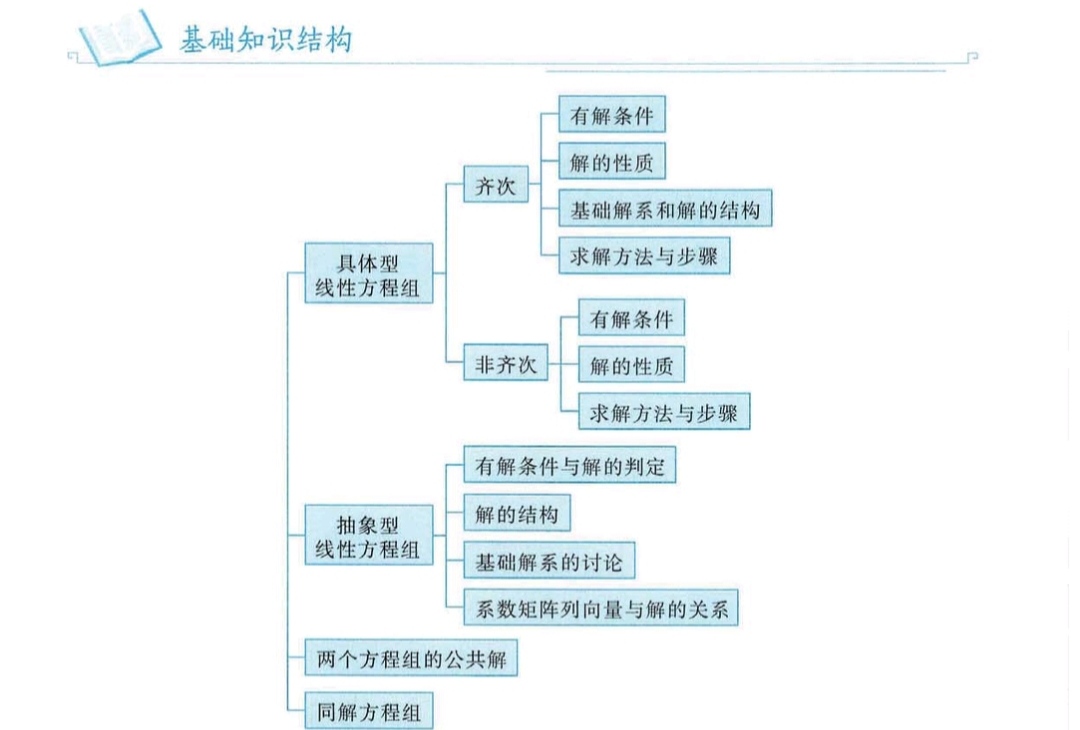 基础知识结构
有解条件
解的性质
齐次
基础解系和解的结构
求解方法与步骤
具体型
线性方程组
有解条件
非齐次
解的性质
求解方法与步骤
有解条件与解的判定
解的结构
抽象型
线性方程组
基础解系的讨论
系数矩阵列向量与解的关系
两个方程组的公共解
同解方程组